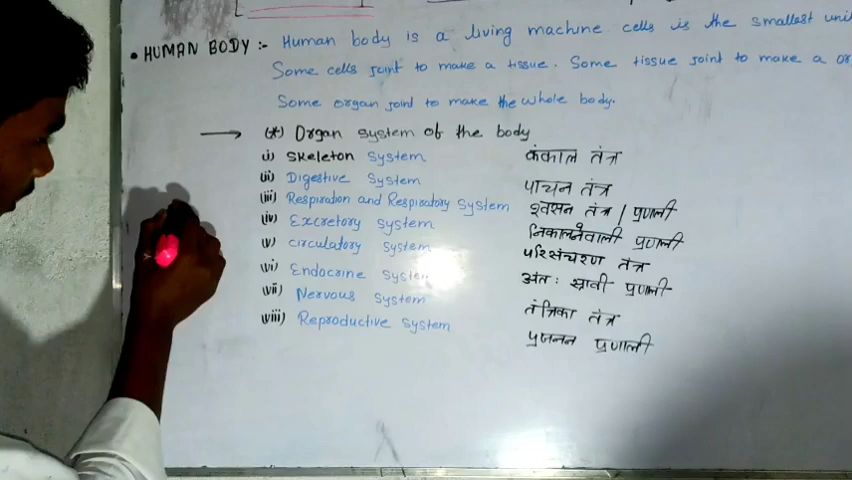 • HUMAN BODY :- Human body is a living machine cells is the smallest unit
Some cells joint to make a tissue. Some tissue joint to make a or
Some organ joint to make the whole body.
→ (*) Organ system of the body
(i) Skeleton system कंकाल तंत्र
(ii) Digestive system पाचन तंत्र
(iii) Respiration and Respiratory system श्वसन तंत्र / प्रणाली
(iv) Excretory system निकालनेवाली प्रणाली
(v) circulatory system परिसंचरण तंत्र
(vi) Endocrine system अंतः स्रावी प्रणाली
(vii) Nervous system तंत्रिका तंत्र
(viii) Reproductive system प्रजनन प्रणाली